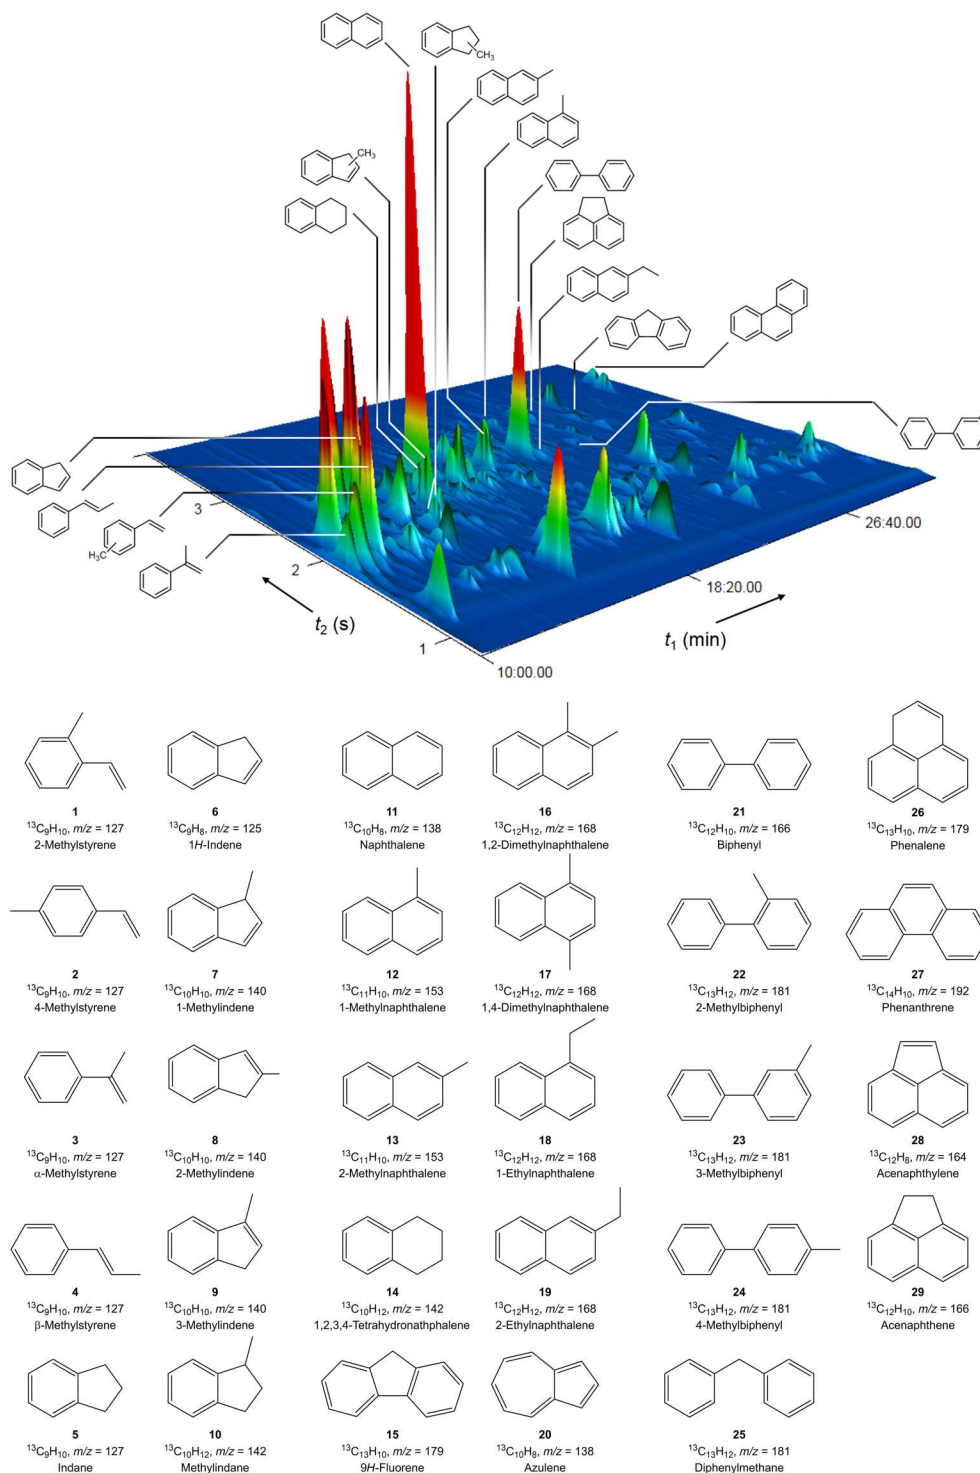 CH₃
CH₃
H₃C
3
2
1
t₂ (s)
26:40.00
18:20.00
10:00.00
t₁ (min)
1
¹³C₉H₁₀, m/z = 127
2-Methylstyrene
6
¹³C₉H₈, m/z = 125
1H-Indene
11
¹³C₁₀H₈, m/z = 138
Naphthalene
16
¹³C₁₂H₁₂, m/z = 168
1,2-Dimethylnaphthalene
21
¹³C₁₂H₁₀, m/z = 166
Biphenyl
26
¹³C₁₃H₁₀, m/z = 179
Phenalene
2
¹³C₉H₁₀, m/z = 127
4-Methylstyrene
7
¹³C₁₀H₁₀, m/z = 140
1-Methylindene
12
¹³C₁₁H₁₀, m/z = 153
1-Methylnaphthalene
17
¹³C₁₂H₁₂, m/z = 168
1,4-Dimethylnaphthalene
22
¹³C₁₃H₁₂, m/z = 181
2-Methylbiphenyl
27
¹³C₁₄H₁₀, m/z = 192
Phenanthrene
3
¹³C₉H₁₀, m/z = 127
α-Methylstyrene
8
¹³C₁₀H₁₀, m/z = 140
2-Methylindene
13
¹³C₁₁H₁₀, m/z = 153
2-Methylnaphthalene
18
¹³C₁₂H₁₂, m/z = 168
1-Ethylnaphthalene
23
¹³C₁₃H₁₂, m/z = 181
3-Methylbiphenyl
28
¹³C₁₂H₈, m/z = 164
Acenaphthylene
4
¹³C₉H₁₀, m/z = 127
β-Methylstyrene
9
¹³C₁₀H₁₀, m/z = 140
3-Methylindene
14
¹³C₁₀H₁₂, m/z = 142
1,2,3,4-Tetrahydronathphalene
19
¹³C₁₂H₁₂, m/z = 168
2-Ethylnaphthalene
24
¹³C₁₃H₁₂, m/z = 181
4-Methylbiphenyl
29
¹³C₁₂H₁₀, m/z = 166
Acenaphthene
5
¹³C₉H₁₀, m/z = 127
Indane
10
¹³C₁₀H₁₂, m/z = 142
Methylindane
15
¹³C₁₃H₁₀, m/z = 179
9H-Fluorene
20
¹³C₁₀H₈, m/z = 138
Azulene
25
¹³C₁₃H₁₂, m/z = 181
Diphenylmethane